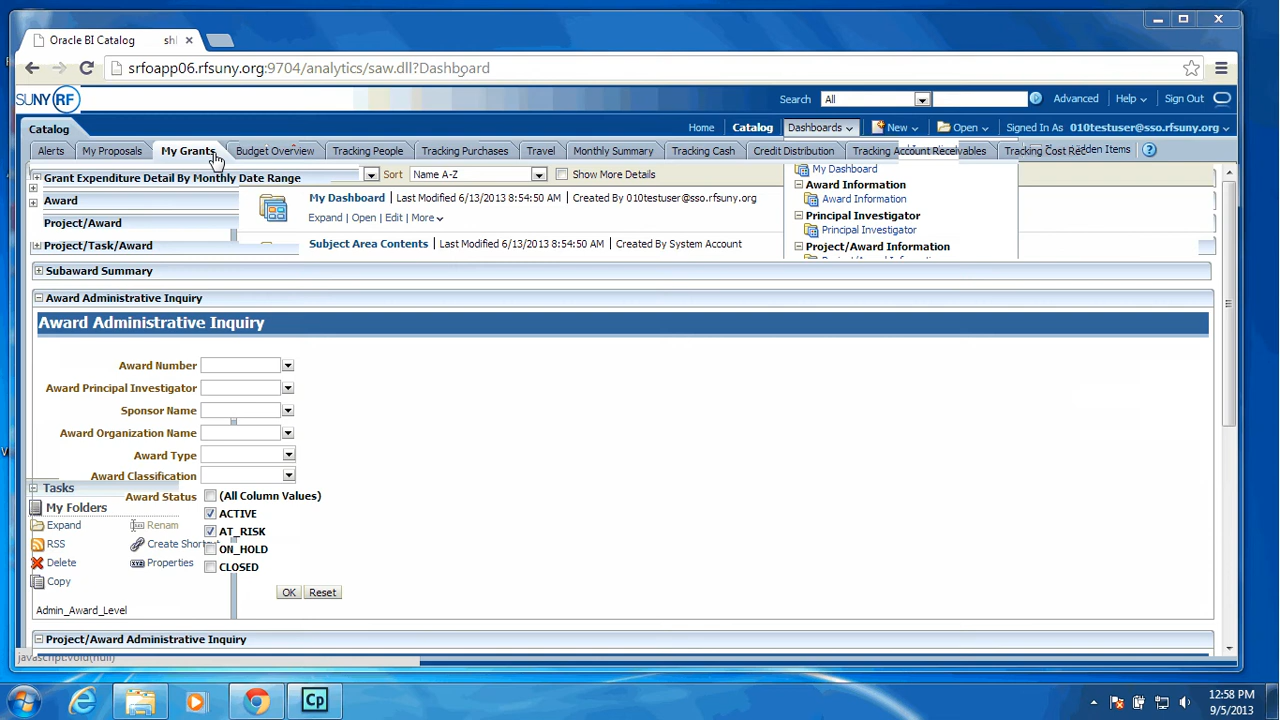 Oracle BI Catalog sh
srfoapp06.rfsuny.org:9704/analytics/saw.dll?Dashboard
SUNY RF Search All Advanced Help Sign Out
Catalog Home Catalog Dashboards New Open Signed In As 010testuser@sso.rfsuny.org
Alerts My Proposals My Grants Budget Overview Tracking People Tracking Purchases Travel Monthly Summary Tracking Cash Credit Distribution Tracking Account Receivables Tracking Cost Re dden Items
Grant Expenditure Detail By Monthly Date Range Sort Name A-Z Show More Details My Dashboard
Award My Dashboard Last Modified 6/13/2013 8:54:50 AM Created By 010testuser@sso.rfsuny.org
Award Information
Award Information
Project/Award Expand Open Edit More Principal Investigator
Principal Investigator
Project/Task/Award Subject Area Contents Last Modified 6/13/2013 8:54:50 AM Created By System Account Project/Award Information
Subaward Summary
Award Administrative Inquiry
Award Administrative Inquiry
Award Number
Award Principal Investigator
Sponsor Name
Award Organization Name
Award Type
Award Classification
Tasks Award Status (All Column Values)
My Folders ACTIVE
Expand Renam AT_RISK
RSS Create Short ON_HOLD
Delete Properties CLOSED
Copy
OK Reset
Admin_Award_Level
Project/Award Administrative Inquiry
javascript:void(null)
Cp
12:58 PM
9/5/2013